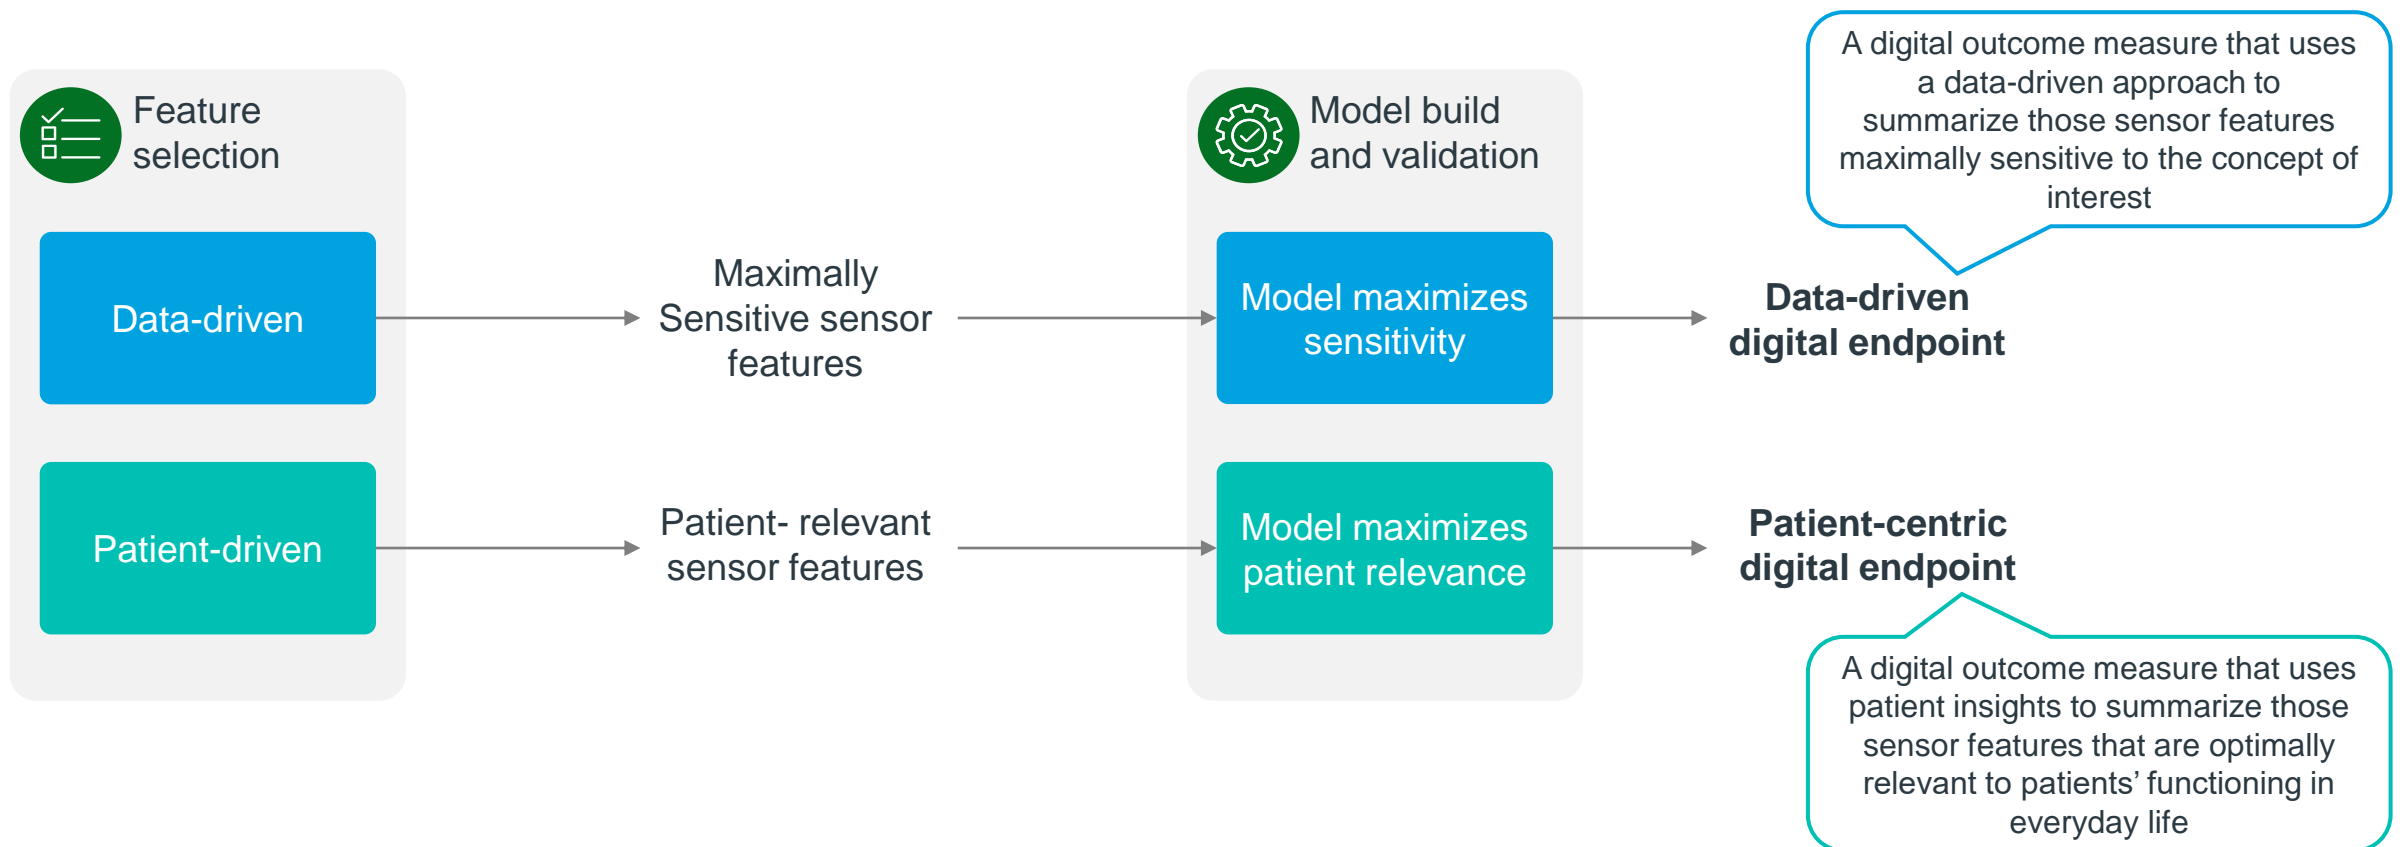 Feature
selection
Data-driven
Patient-driven
Maximally
Sensitive sensor
features
Patient- relevant
sensor features
Model build
and validation
Model maximizes
sensitivity
Model maximizes
patient relevance
A digital outcome measure that uses
a data-driven approach to
summarize those sensor features
maximally sensitive to the concept of
interest
Data-driven
digital endpoint
Patient-centric
digital endpoint
A digital outcome measure that uses
patient insights to summarize those
sensor features that are optimally
relevant to patients’ functioning in
everyday life